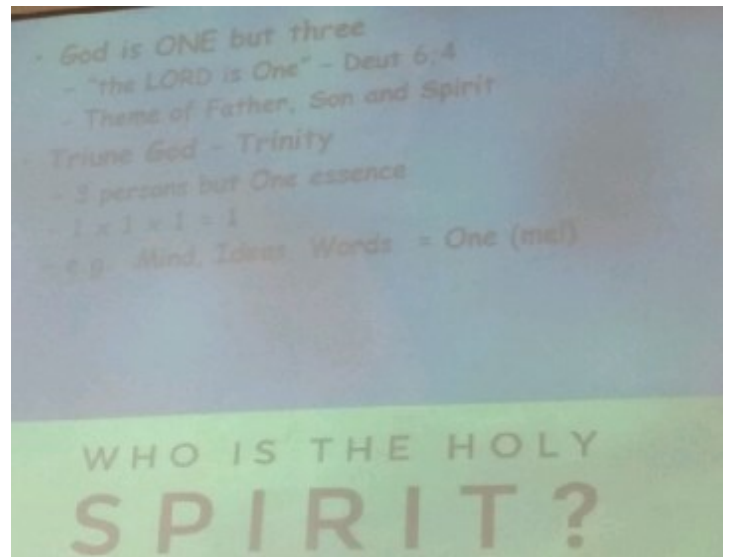 · God is ONE but three
- "the LORD is One" - Deut 6,4
- Theme of Father, Son and Spirit
· Triune God - Trinity
- 3 persons but One essence
- 1 x 1 x 1 = 1
- e.g. Mind, Ideas Words = One (me!)
WHO IS THE HOLY
SPIRIT?